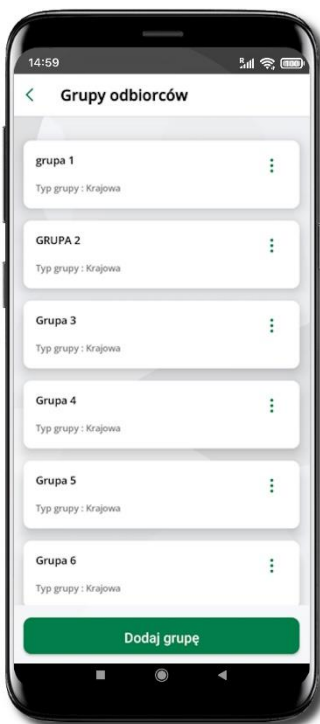 14:59
R
100
Grupy odbiorców
grupa 1
Typ grupy : Krajowa
GRUPA 2
Typ grupy : Krajowa
Grupa 3
Typ grupy : Krajowa
Grupa 4
Typ grupy : Krajowa
Grupa 5
Typ grupy : Krajowa
Grupa 6
Typ grupy : Krajowa
Dodaj grupę